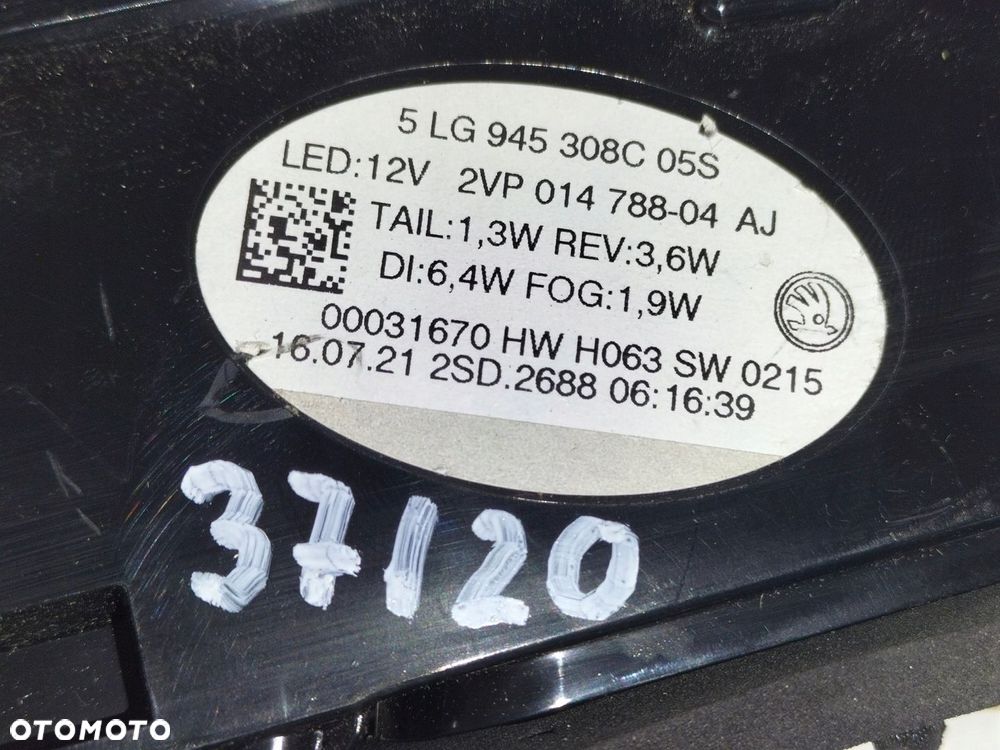 5 LG 945 308C 05S
LED:12V 2VP 014 788-04 AJ
TAIL:1,3W REV:3,6W
DI:6,4W FOG:1,9W
00031670 HW H063 SW 0215
16.07.21 2SD.2688 06:16:39
37/20
OTOMOTO